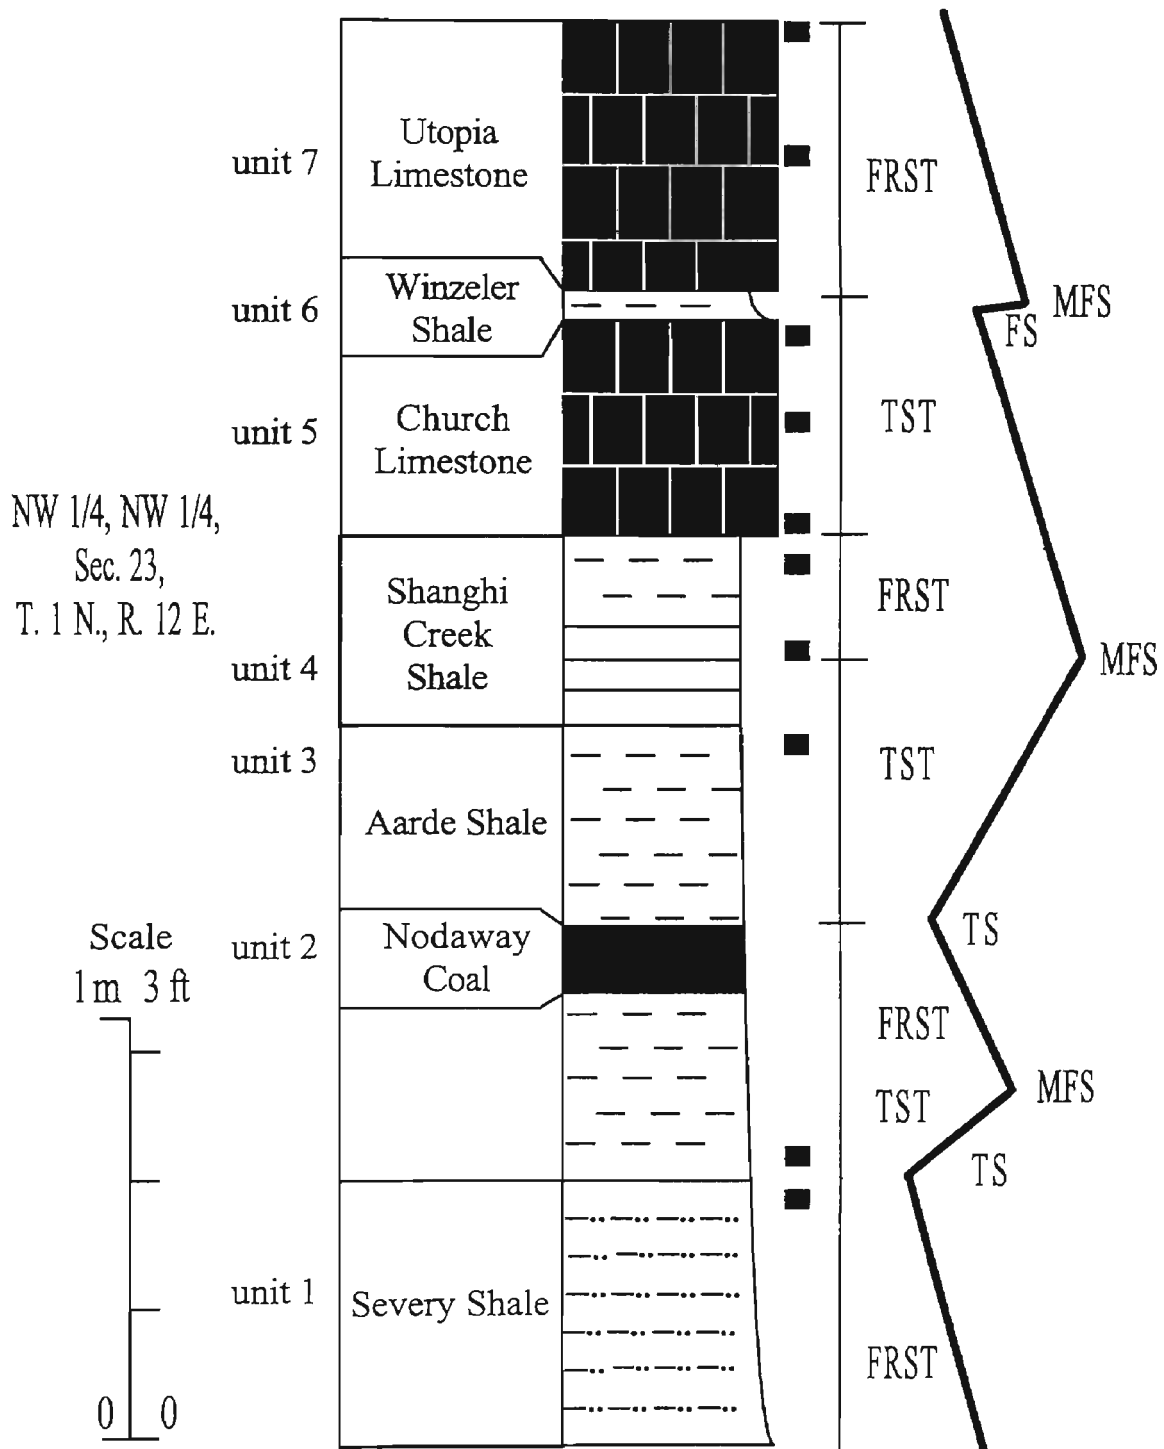 unit 7
Utopia
Limestone
FRST
unit 6
Winzeler
Shale
MFS
FS
unit 5
Church
Limestone
TST
NW 1/4, NW 1/4,
Sec. 23,
T. 1 N., R. 12 E.
Shanghi
Creek
Shale
FRST
unit 4
MFS
unit 3
TST
Aarde Shale
unit 2
Nodaway
Coal
TS
Scale
1 m 3 ft
FRST
MFS
TST
TS
unit 1
Severy Shale
FRST
0 0